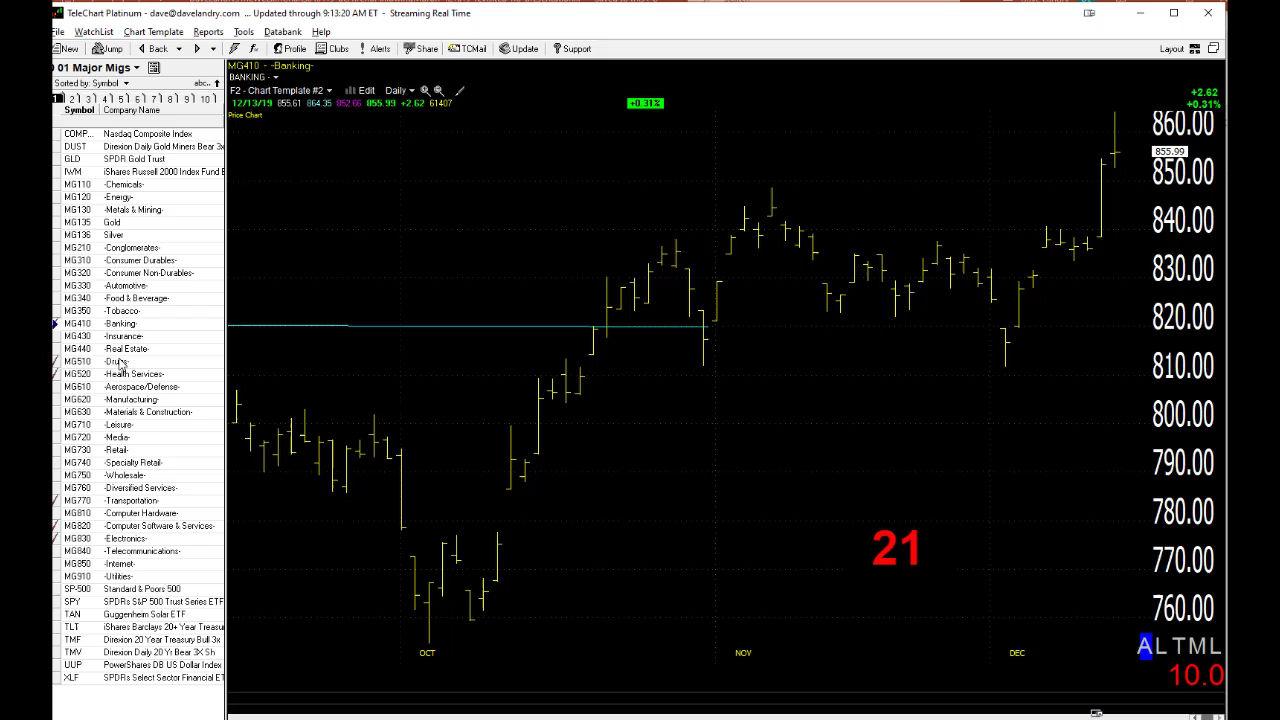 TeleChart Platinum - dave@davelandry.com ... Updated through 9:13:20 AM ET - Streaming Real Time
File WatchList Chart Template Reports Tools Databank Help
New Jump Back Profile Clubs Alerts Share TCMail Update Support Layout
01 Major Migs
Sorted by: Symbol abc..
1 2 3 4 5 6 7 8 9 10
Symbol Company Name
COMP... Nasdaq Composite Index
DUST Direxion Daily Gold Miners Bear 3x
GLD SPDR Gold Trust
IWM iShares Russell 2000 Index Fund E
MG110 -Chemicals-
MG120 -Energy-
MG130 -Metals & Mining-
MG135 Gold
MG136 Silver
MG210 -Conglomerates-
MG310 -Consumer Durables-
MG320 -Consumer Non-Durables-
MG330 -Automotive-
MG340 -Food & Beverage-
MG350 -Tobacco-
MG410 -Banking-
MG430 -Insurance-
MG440 -Real Estate-
MG510 -Drugs-
MG520 -Health Services-
MG610 -Aerospace/Defense-
MG620 -Manufacturing-
MG630 -Materials & Construction-
MG710 -Leisure-
MG720 -Media-
MG730 -Retail-
MG740 -Specialty Retail-
MG750 -Wholesale-
MG760 -Diversified Services-
MG770 -Transportation-
MG810 -Computer Hardware-
MG820 -Computer Software & Services-
MG830 -Electronics-
MG840 -Telecommunications-
MG850 -Internet-
MG910 -Utilities-
SP-500 Standard & Poors 500
SPY SPDRs S&P 500 Trust Series ETF
TAN Guggenheim Solar ETF
TLT iShares Barclays 20+ Year Treasur
TMF Direxion 20 Year Treasury Bull 3x
TMV Direxion Daily 20 Yr Bear 3X Sh
UUP PowerShares DB US Dollar Index
XLF SPDRs Select Sector Financial ET
MG410 - -Banking-
BANKING -
F2 - Chart Template #2 Edit Daily
12/13/19 855.61 864.35 852.66 855.99 +2.62 61407 +0.31%
Price Chart
+2.62
+0.31%
860.00
855.99
850.00
840.00
830.00
820.00
810.00
800.00
790.00
780.00
770.00
760.00
21
OCT NOV DEC
ALTML
10.0